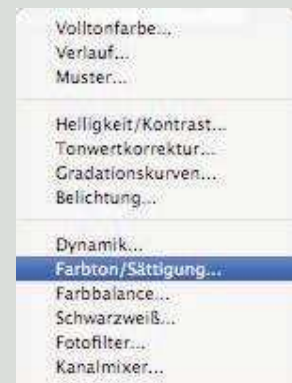 Volltonfarbe...
Verlauf...
Muster...
Helligkeit/Kontrast...
Tonwertkorrektur...
Gradationskurven...
Belichtung...
Dynamik...
Farbton/Sättigung...
Farbbalance...
Schwarzweiß...
Fotofilter...
Kanalmixer...